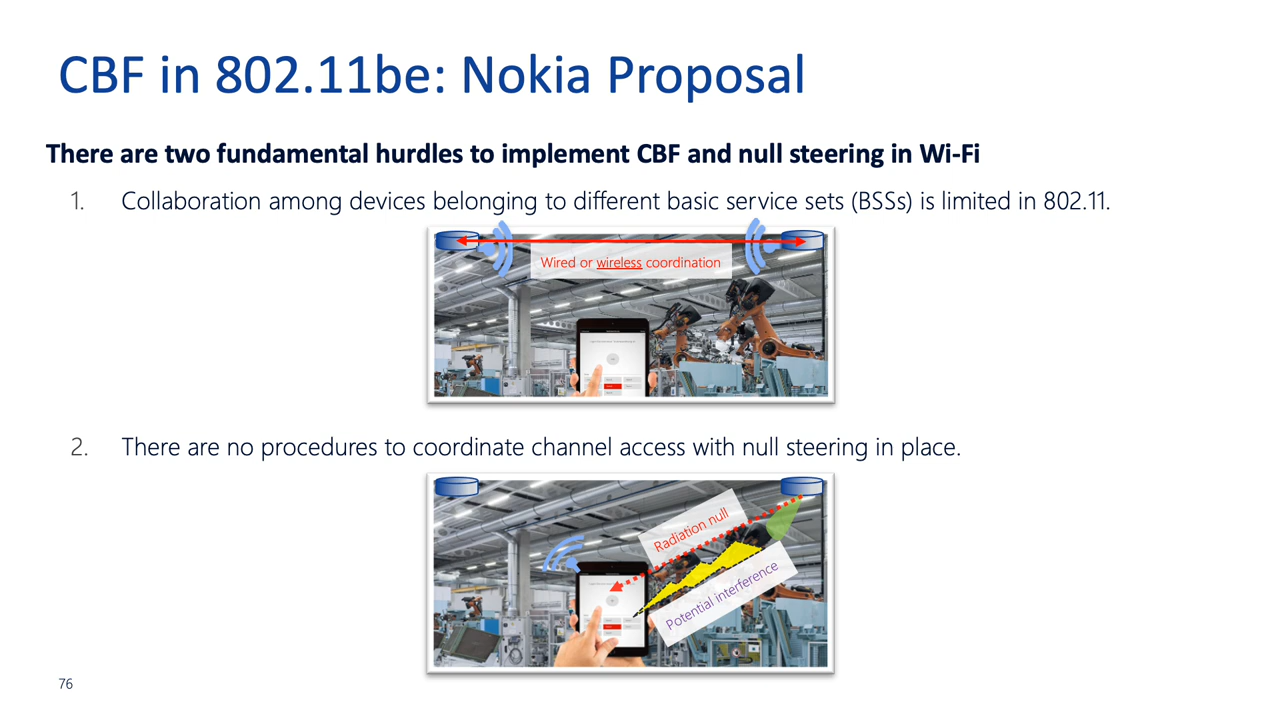 CBF in 802.11be: Nokia Proposal
There are two fundamental hurdles to implement CBF and null steering in Wi-Fi
1. Collaboration among devices belonging to different basic service sets (BSSs) is limited in 802.11.
Wired or wireless coordination
2. There are no procedures to coordinate channel access with null steering in place.
Radiation null
Potential interference
76